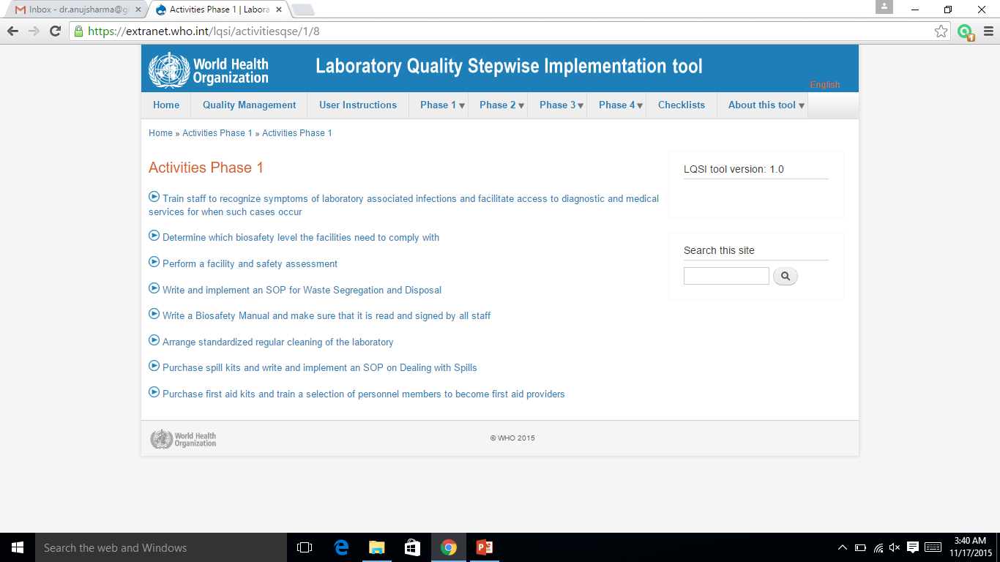 Inbox - dr.anujsharma@g
Activities Phase 1 | Labora
https://extranet.who.int/lqsi/activitiesqse/1/8
World Health
Organization
Laboratory Quality Stepwise Implementation tool
English
Home
Quality Management
User Instructions
Phase 1
Phase 2
Phase 3
Phase 4
Checklists
About this tool
Home » Activities Phase 1 » Activities Phase 1
Activities Phase 1
Train staff to recognize symptoms of laboratory associated infections and facilitate access to diagnostic and medical
services for when such cases occur
Determine which biosafety level the facilities need to comply with
Perform a facility and safety assessment
Write and implement an SOP for Waste Segregation and Disposal
Write a Biosafety Manual and make sure that it is read and signed by all staff
Arrange standardized regular cleaning of the laboratory
Purchase spill kits and write and implement an SOP on Dealing with Spills
Purchase first aid kits and train a selection of personnel members to become first aid providers
LQSI tool version: 1.0
Search this site
World Health
Organization
© WHO 2015
Search the web and Windows
3:40 AM
11/17/2015